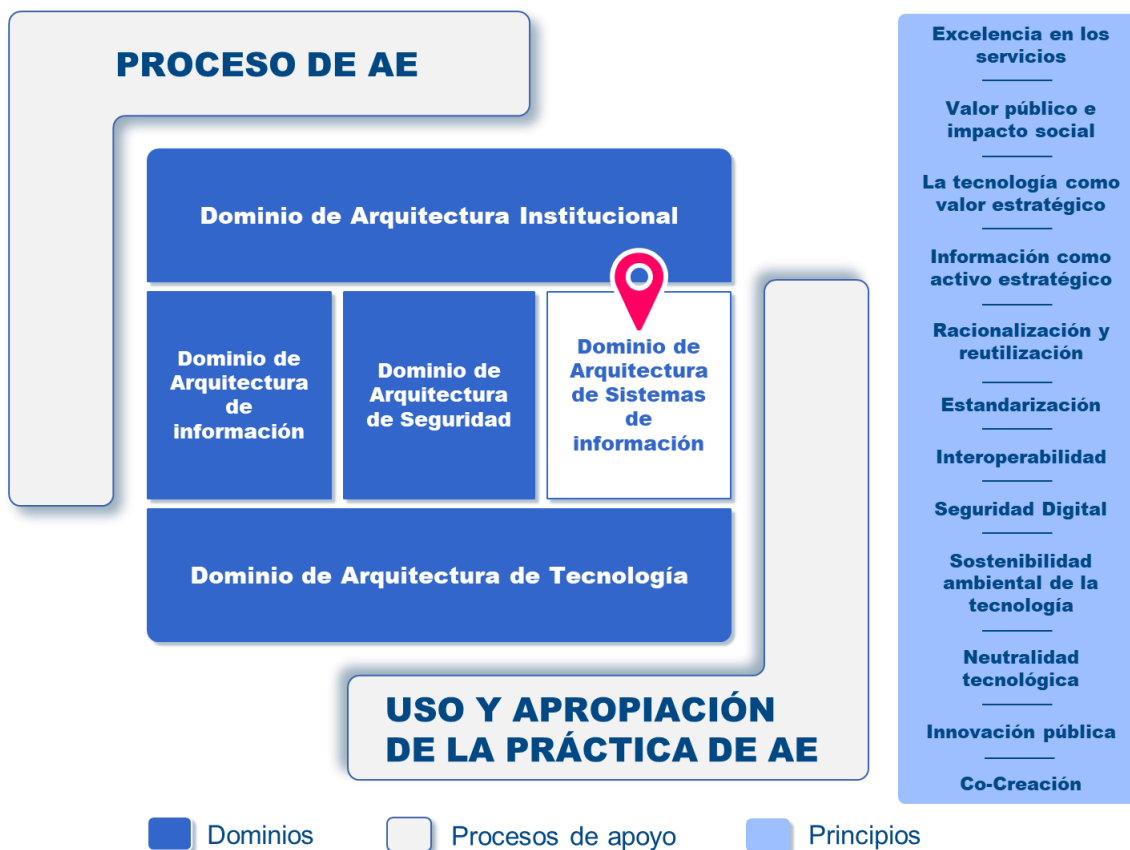 PROCESO DE AE
Dominio de Arquitectura Institucional
Dominio de
Arquitectura
de
información
Dominio de
Arquitectura
de Seguridad
Dominio de
Arquitectura
de Sistemas
de
información
Dominio de Arquitectura de Tecnología
USO Y APROPIACIÓN
DE LA PRÁCTICA DE AE
Excelencia en los
servicios
Valor público e
impacto social
La tecnología como
valor estratégico
Información como
activo estratégico
Racionalización y
reutilización
Estandarización
Interoperabilidad
Seguridad Digital
Sostenibilidad
ambiental de la
tecnología
Neutralidad
tecnológica
Innovación pública
Co-Creación
Dominios
Procesos de apoyo
Principios